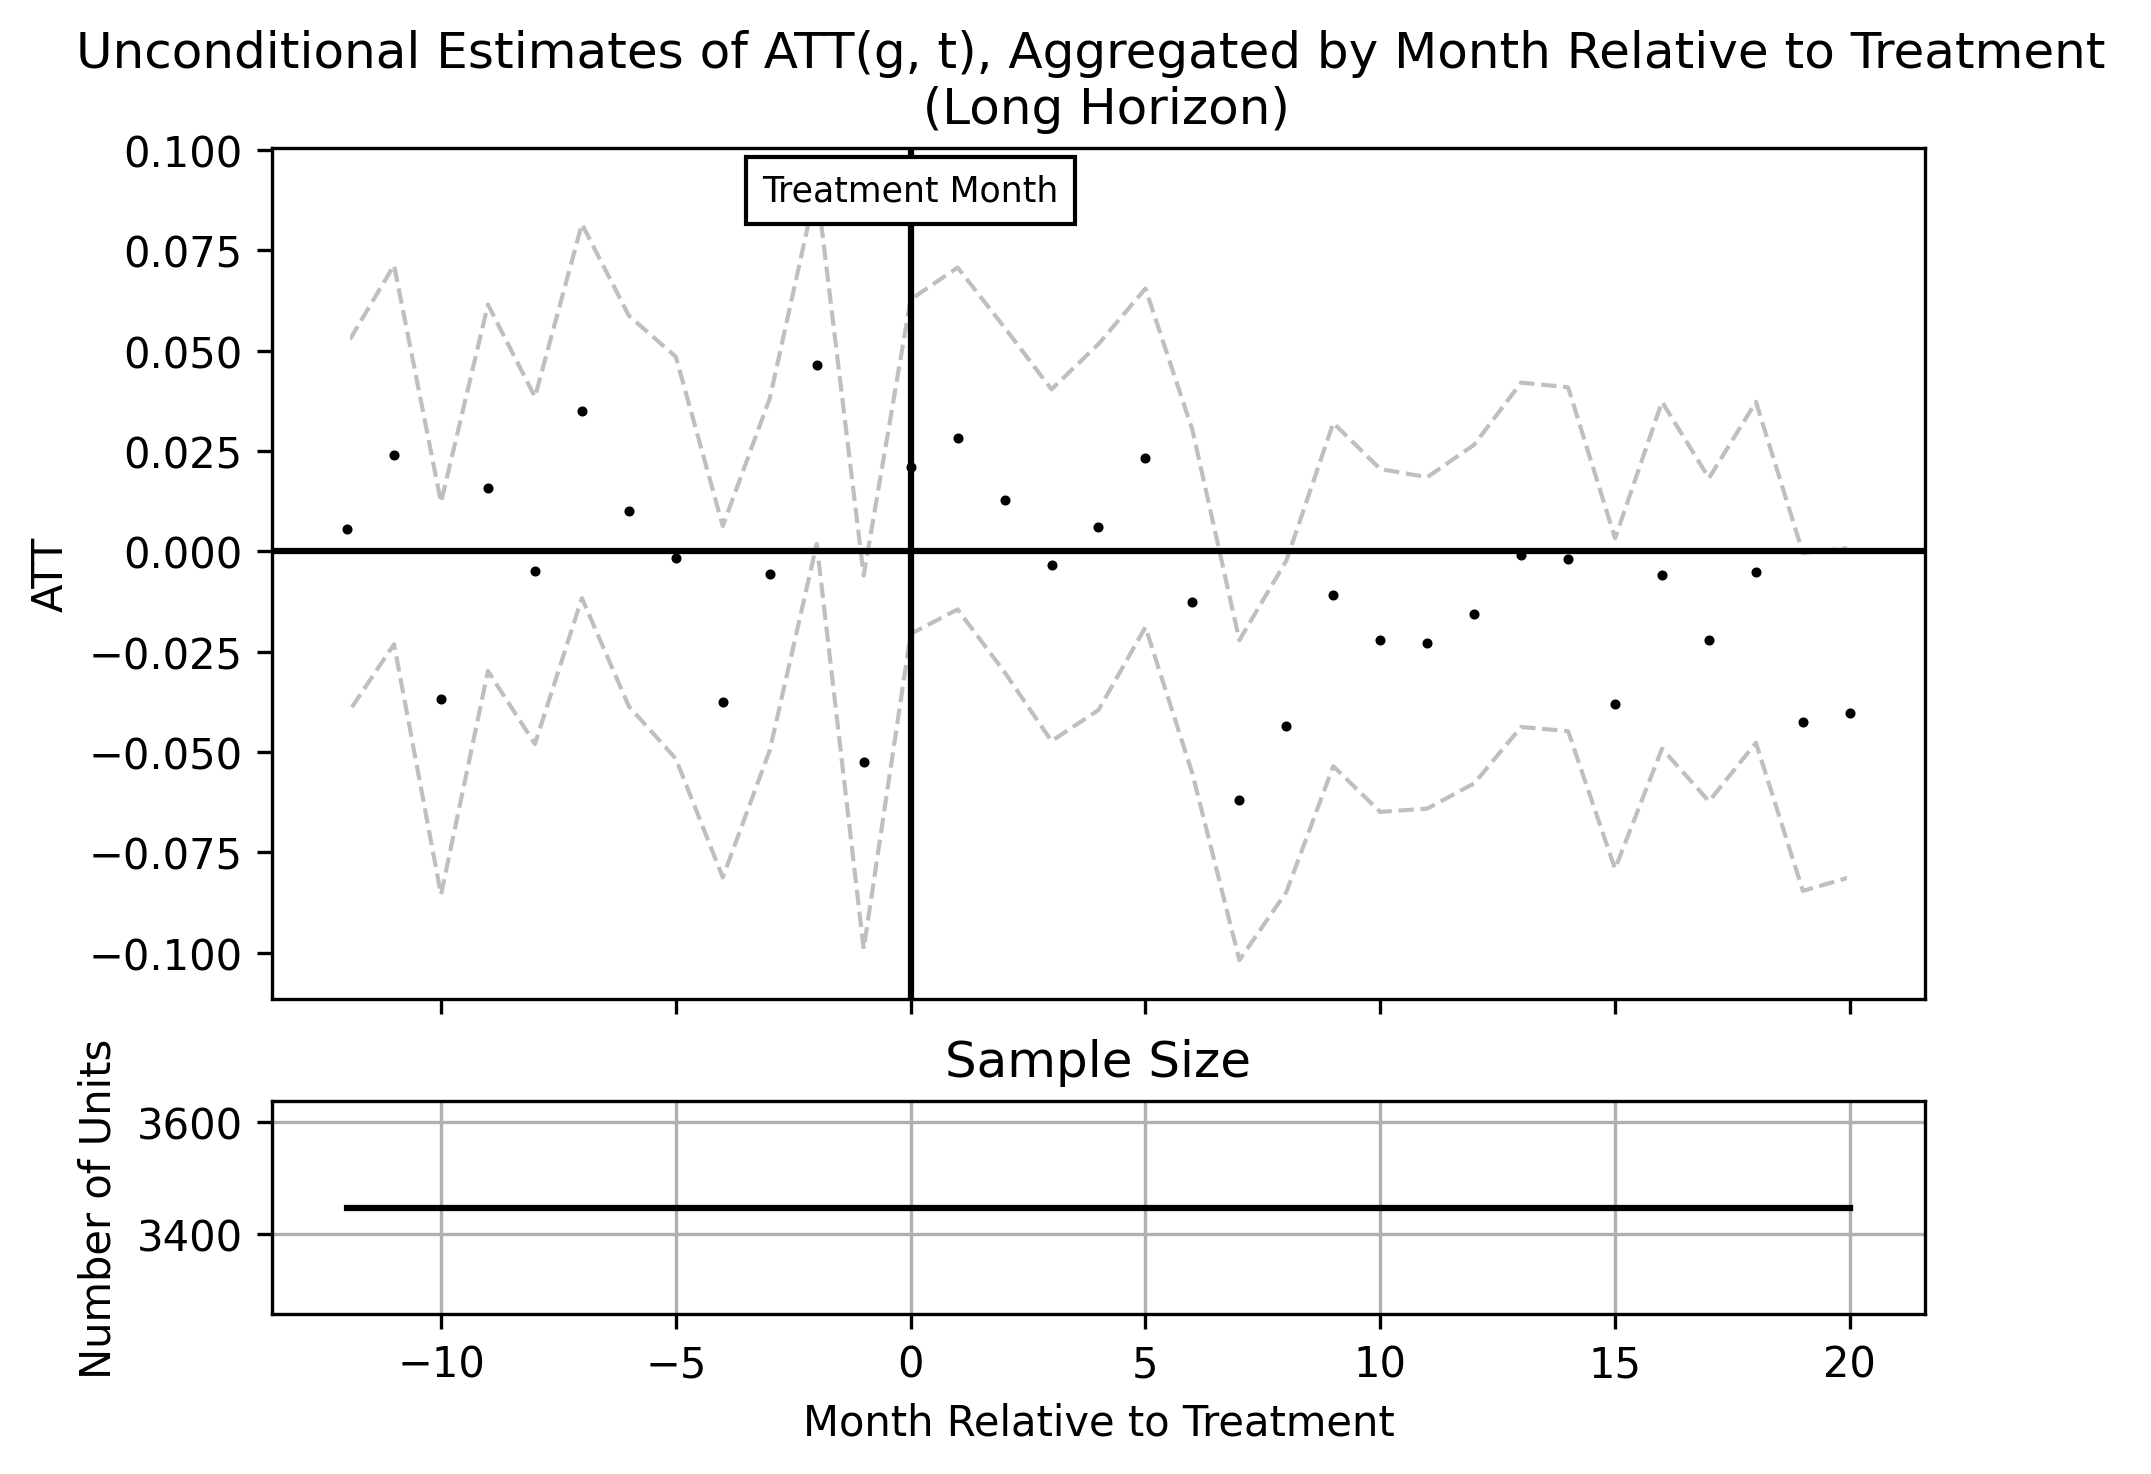 Unconditional Estimates of ATT(g, t), Aggregated by Month Relative to Treatment
(Long Horizon)
Treatment Month
0.100
0.075
0.050
0.025
0.000
−0.025
−0.050
−0.075
−0.100
ATT
Sample Size
3600
3400
Number of Units
−10 −5 0 5 10 15 20
Month Relative to Treatment